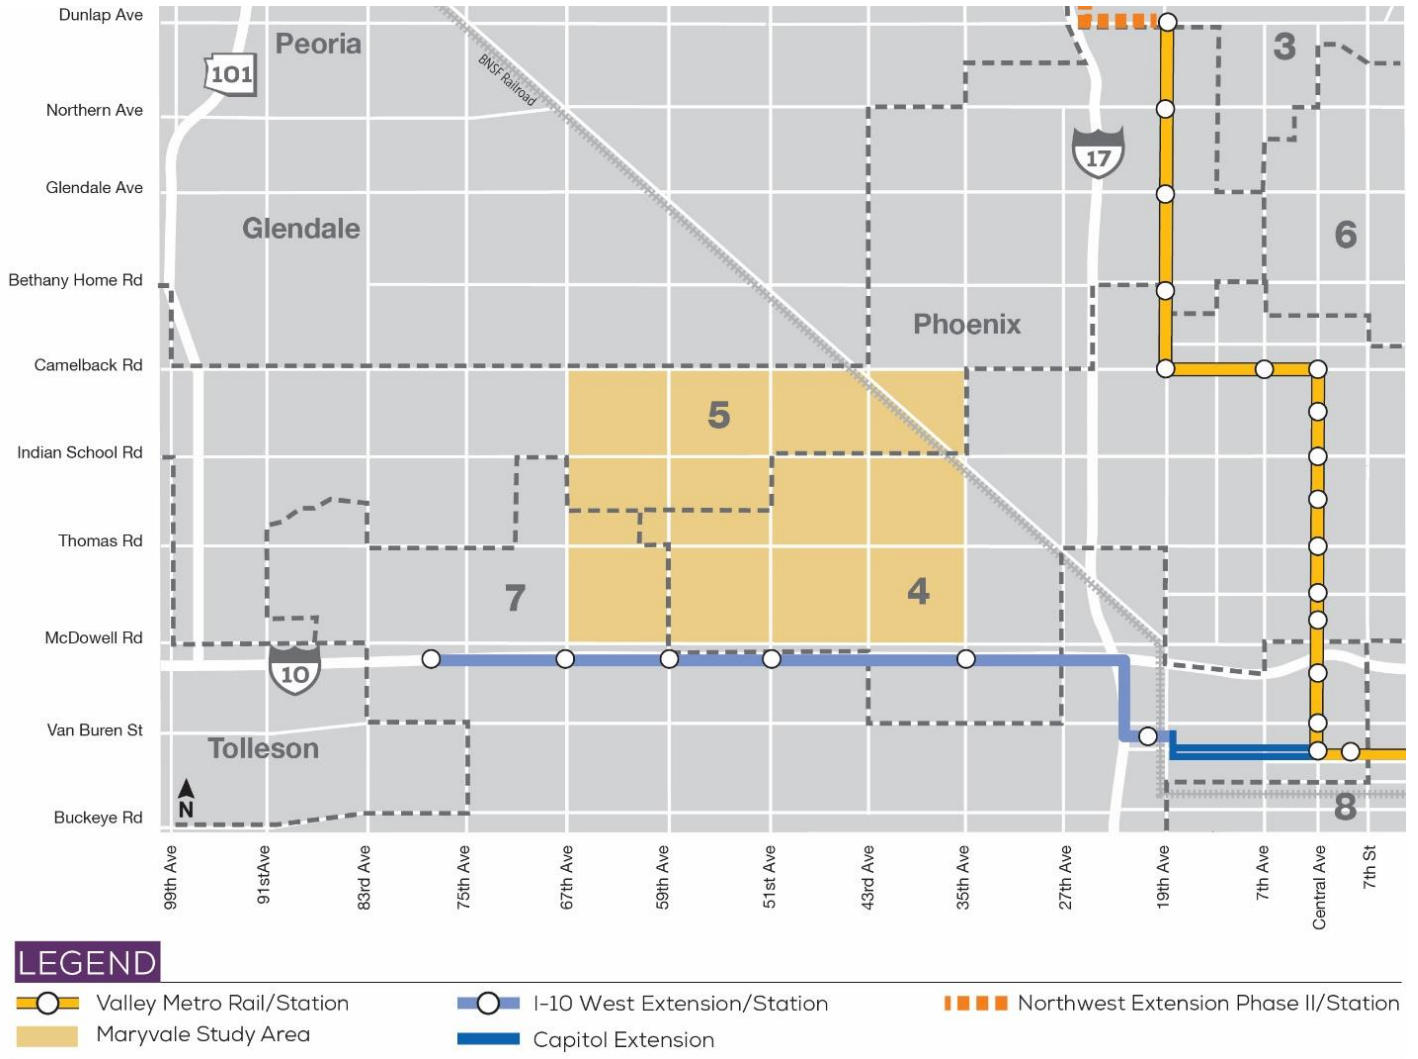 Dunlap Ave
Peoria
3
101
BNSF Railroad
Northern Ave
17
Glendale Ave
Glendale
6
Bethany Home Rd
Phoenix
Camelback Rd
5
Indian School Rd
Thomas Rd
7
4
McDowell Rd
10
Van Buren St
Tolleson
N
8
Buckeye Rd
99th Ave
91stAve
83rd Ave
75th Ave
67th Ave
59th Ave
51st Ave
43rd Ave
35th Ave
27th Ave
19th Ave
7th Ave
Central Ave
7th St
LEGEND
Valley Metro Rail/Station
I-10 West Extension/Station
Northwest Extension Phase II/Station
Maryvale Study Area
Capitol Extension